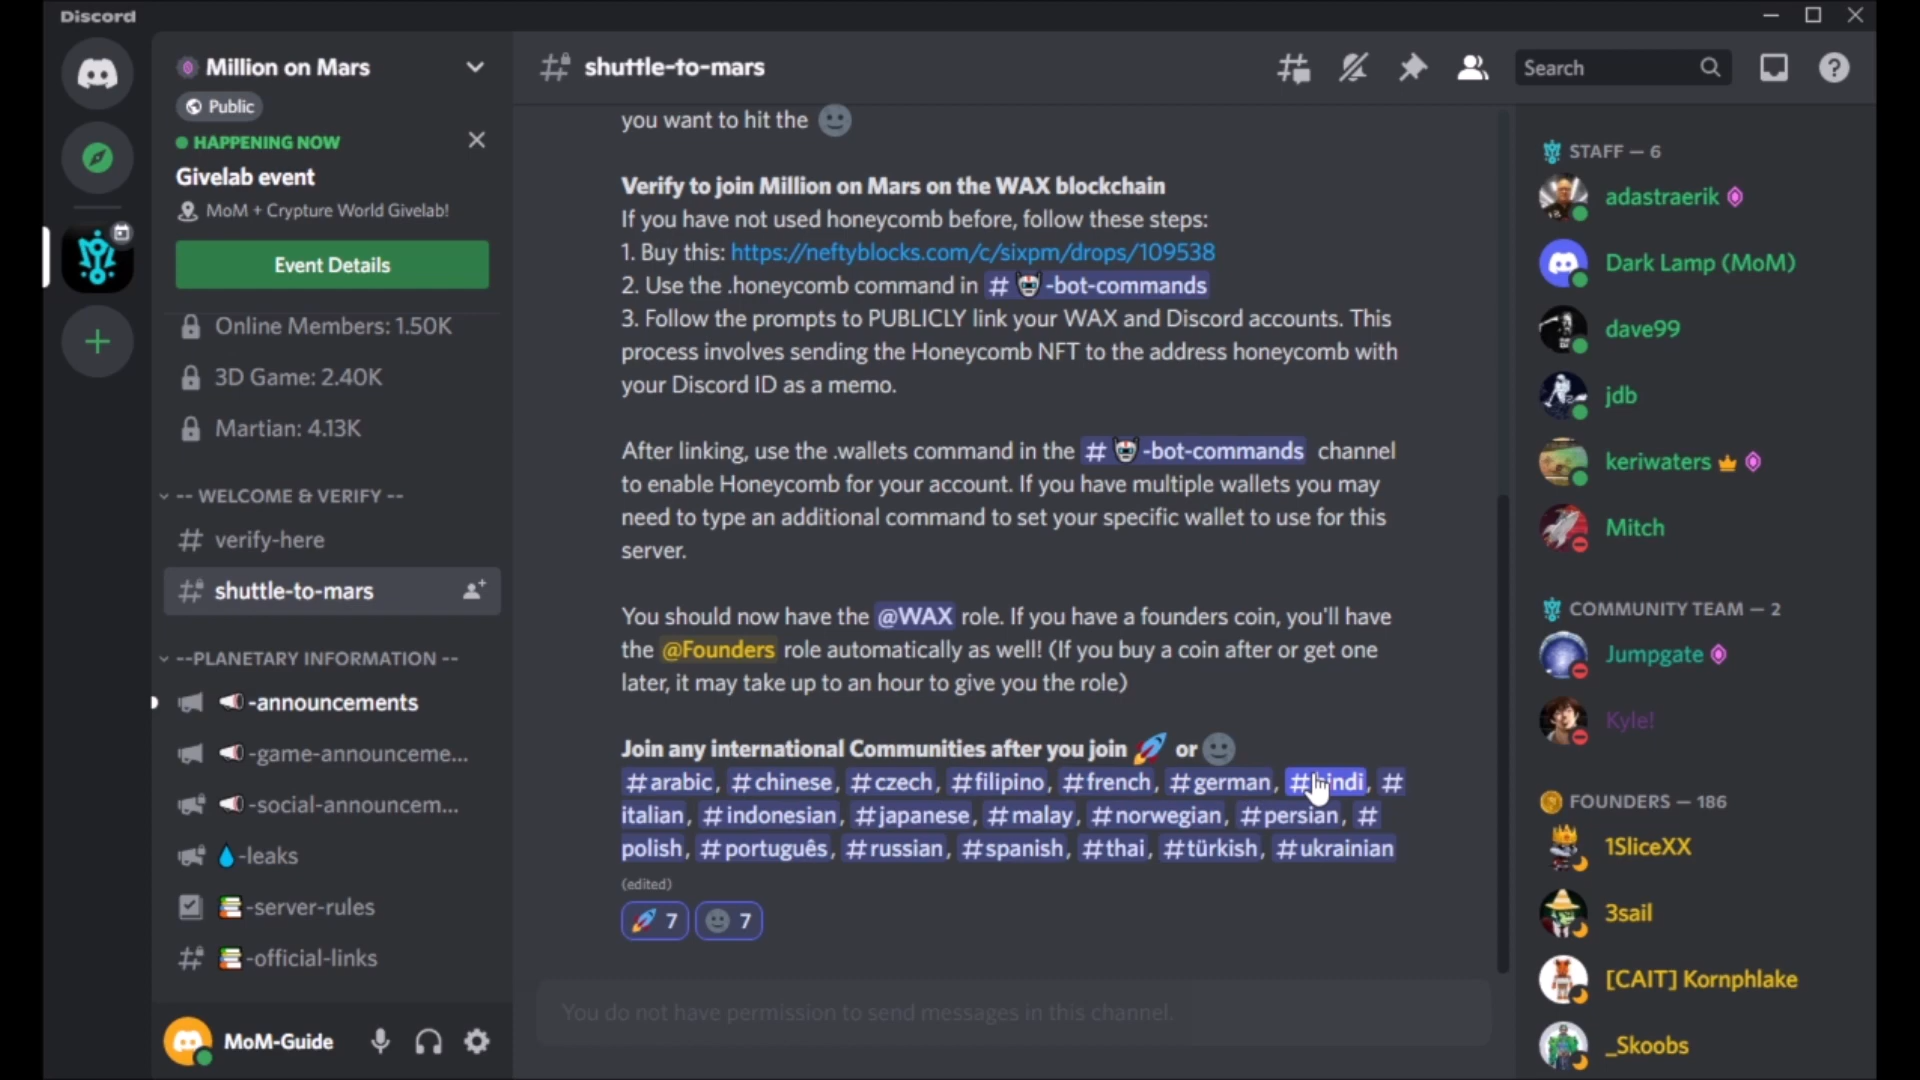 Discord
Million on Mars
Public
HAPPENING NOW
Givelab event
MoM + Crypture World Givelab!
Event Details
Online Members: 1.50K
3D Game: 2.40K
Martian: 4.13K
-- WELCOME & VERIFY --
verify-here
shuttle-to-mars
--PLANETARY INFORMATION --
-announcements
-game-announceme...
-social-announcem...
-leaks
-server-rules
-official-links
MoM-Guide
shuttle-to-mars
Search
you want to hit the
Verify to join Million on Mars on the WAX blockchain
If you have not used honeycomb before, follow these steps:
1. Buy this: https://neftyblocks.com/c/sixpm/drops/109538
2. Use the .honeycomb command in # -bot-commands
3. Follow the prompts to PUBLICLY link your WAX and Discord accounts. This
process involves sending the Honeycomb NFT to the address honeycomb with
your Discord ID as a memo.
After linking, use the .wallets command in the # -bot-commands channel
to enable Honeycomb for your account. If you have multiple wallets you may
need to type an additional command to set your specific wallet to use for this
server.
You should now have the @WAX role. If you have a founders coin, you'll have
the @Founders role automatically as well! (If you buy a coin after or get one
later, it may take up to an hour to give you the role)
Join any international Communities after you join 🚀 or
#arabic, #chinese, #czech, #filipino, #french, #german, #hindi, #
italian, #indonesian, #japanese, #malay, #norwegian, #persian, #
polish, #português, #russian, #spanish, #thai, #türkish, #ukrainian
(edited)
🚀 7 7
You do not have permission to send messages in this channel.
STAFF — 6
adastraerik
Dark Lamp (MoM)
dave99
jdb
keriwaters
Mitch
COMMUNITY TEAM — 2
Jumpgate
Kyle!
FOUNDERS — 186
1SliceXX
3sail
[CAIT] Kornphlake
_Skoobs